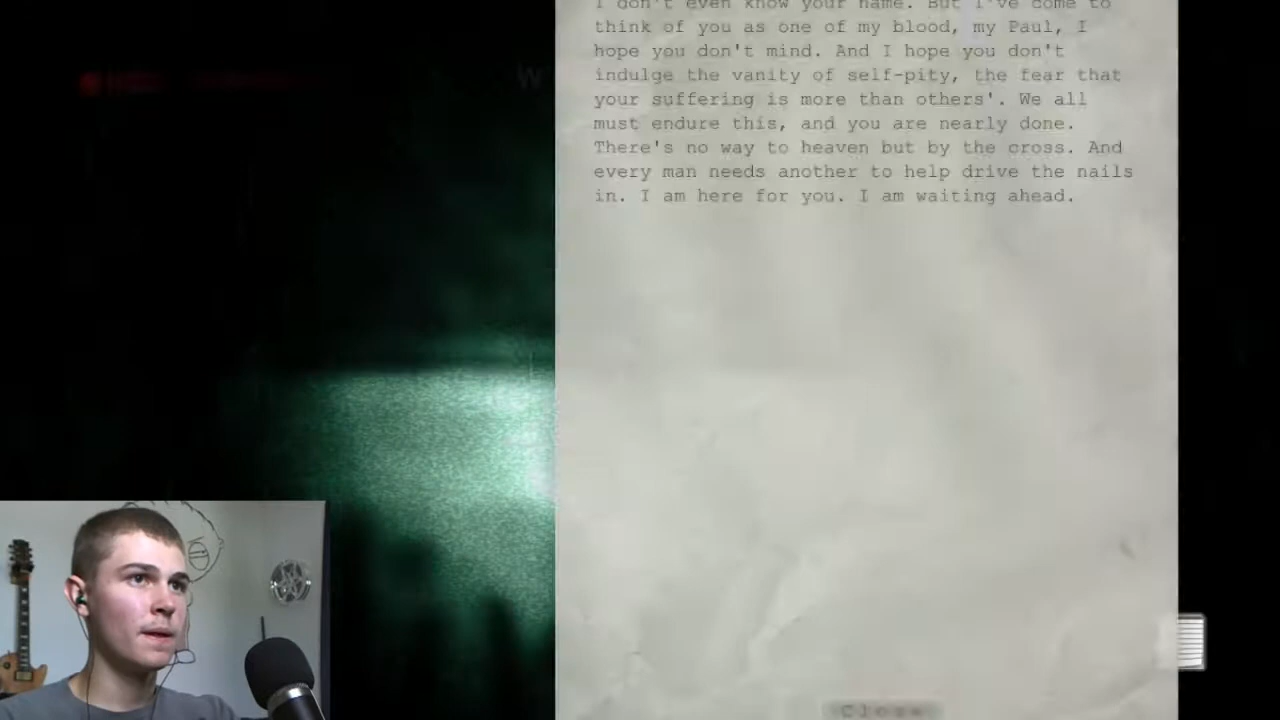 I don't even know your name. But I've come to
think of you as one of my blood, my Paul, I
hope you don't mind. And I hope you don't
indulge the vanity of self-pity, the fear that
your suffering is more than others'. We all
must endure this, and you are nearly done.
There's no way to heaven but by the cross. And
every man needs another to help drive the nails
in. I am here for you. I am waiting ahead.
Close